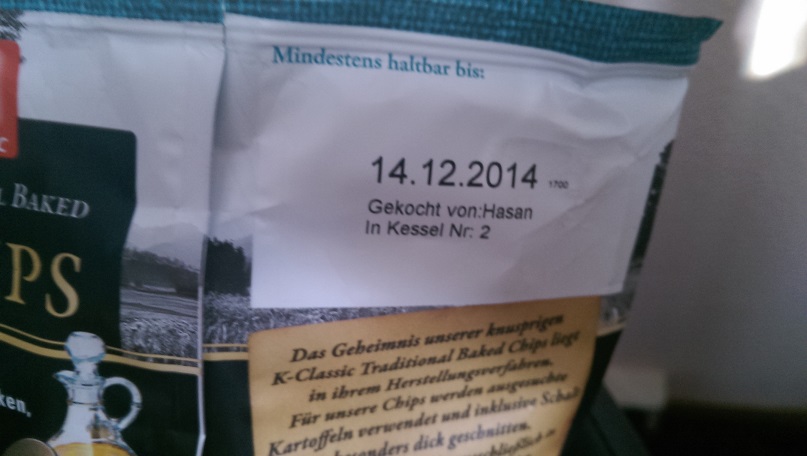 Mindestens haltbar bis:
14.12.2014 1700
Gekocht von:Hasan
In Kessel Nr: 2
BAKED
PS
ken,
Das Geheimnis unserer knusprigen
K-Classic Traditional Baked Chips liegt
in ihrem Herstellungsverfahren.
Für unsere Chips werden ausgesuchte
Kartoffeln verwendet und inklusive Schale
besonders dick geschnitten.